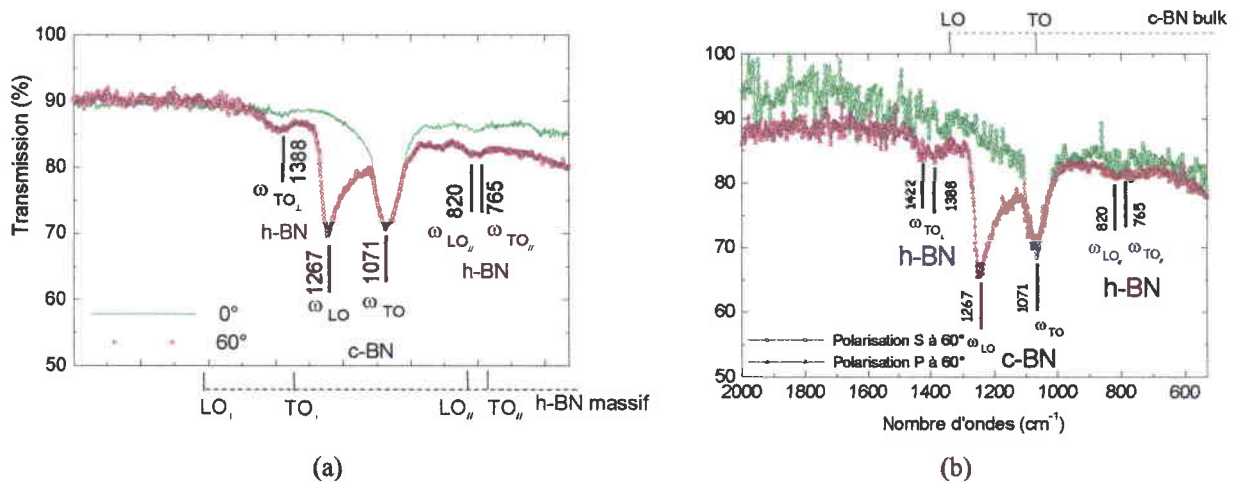 LO TO c-BN bulk
Transmission (%)
100
90
80
70
60
50
1388
ω TO⊥
h-BN
1267
ω LO
1071
ω TO
c-BN
820
765
ω LO//
ω TO//
h-BN
0°
60°
LO⊥ TO⊥ LO// TO// h-BN massif
(a)
100
90
80
70
60
50
1422
1388
ω TO⊥
h-BN
1267
ω LO
1071
ω TO
c-BN
820
765
ω LO//
ω TO//
h-BN
Polarisation S à 60°
Polarisation P à 60°
2000 1800 1600 1400 1200 1000 800 600
Nombre d'ondes (cm⁻¹)
(b)